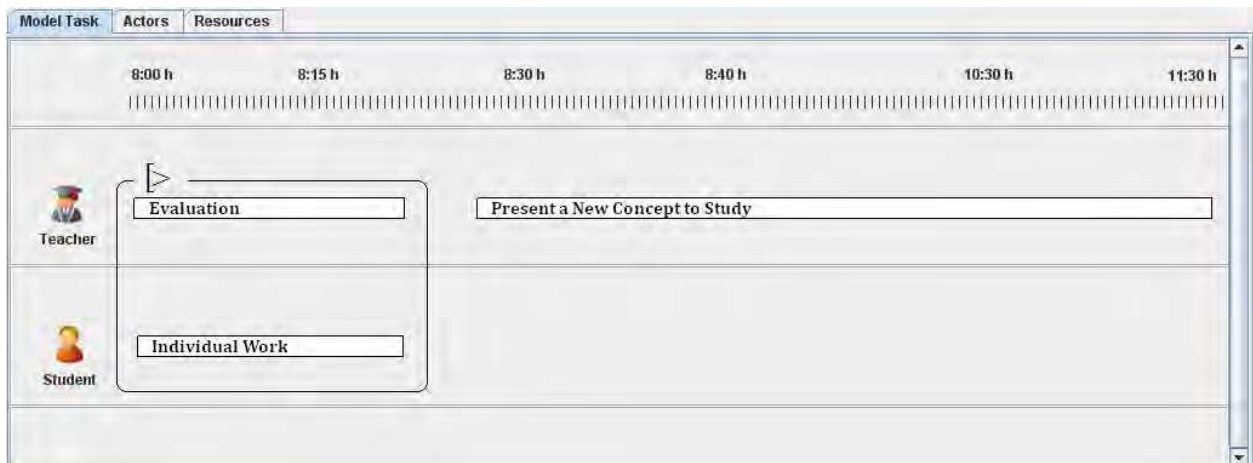 Model Task Actors Resources
8:00 h 8:15 h 8:30 h 8:40 h 10:30 h 11:30 h
Evaluation Present a New Concept to Study
Teacher
Individual Work
Student